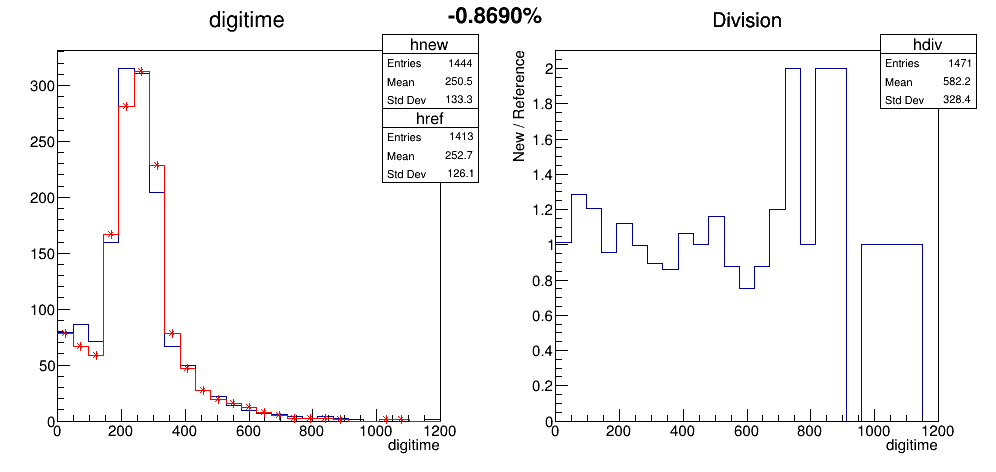 -0.8690%
digitime
hnew
Entries 1444
Mean 250.5
Std Dev 133.3
href
Entries 1413
Mean 252.7
Std Dev 126.1
300
250
200
150
100
50
0
0 200 400 600 800 1000 1200
digitime
Division
hdiv
Entries 1471
Mean 582.2
Std Dev 328.4
New / Reference
2
1.8
1.6
1.4
1.2
1
0.8
0.6
0.4
0.2
0
0 200 400 600 800 1000 1200
digitime